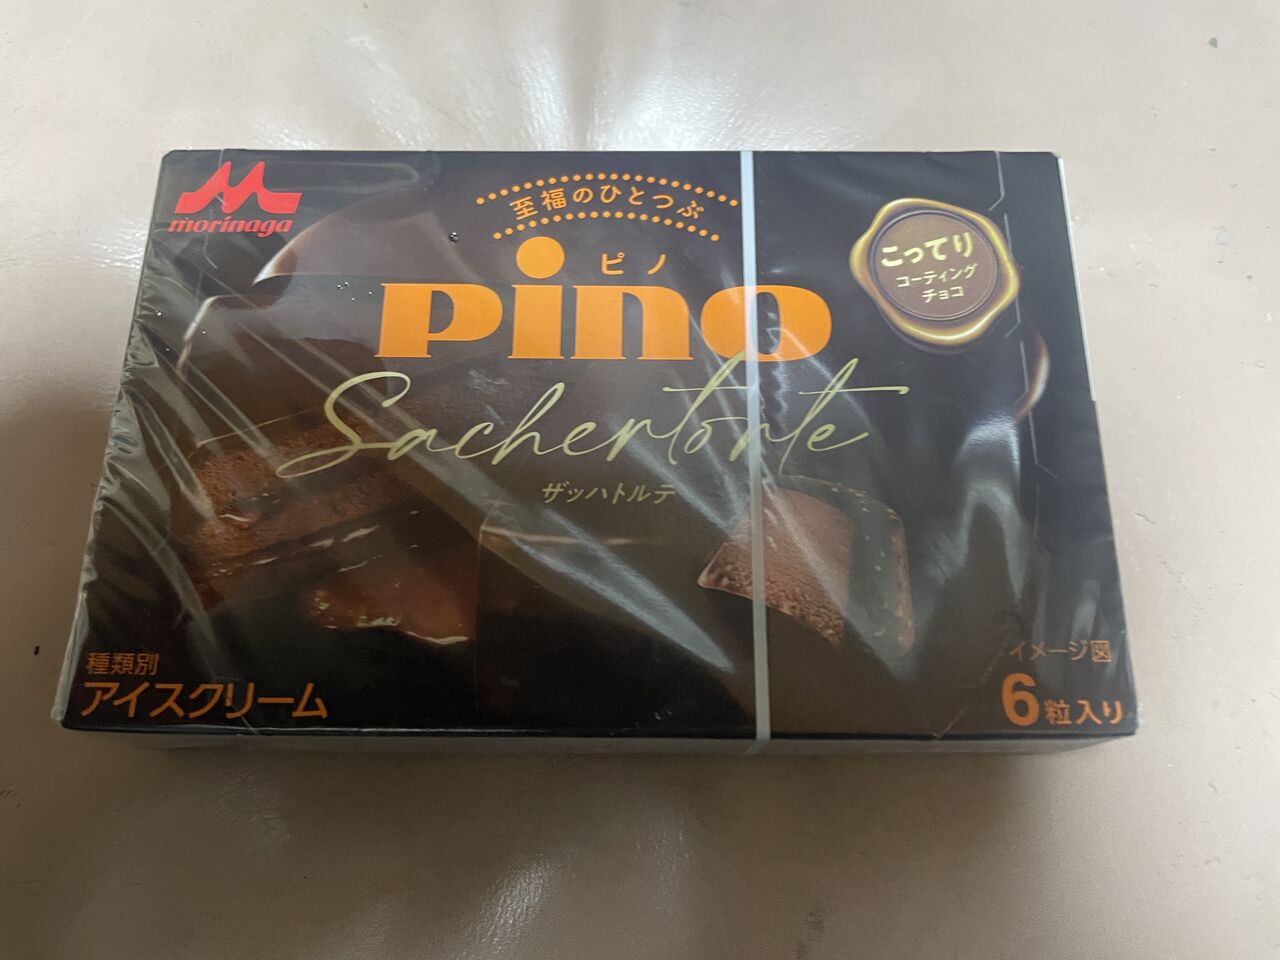 morinaga
至福のひとつぶ
ピノ
pino
Sachertorte
ザッハトルテ
こってり
コーティング
チョコ
種類別
アイスクリーム
イメージ図
6粒入り